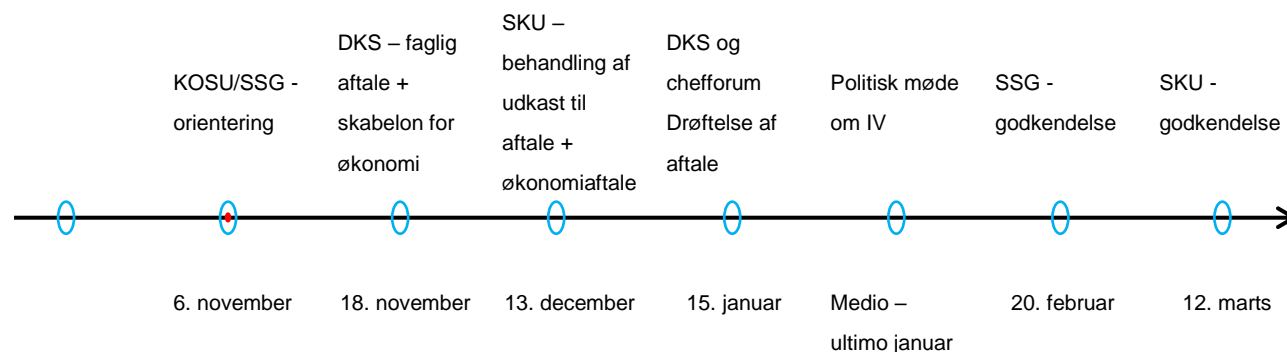 KOSU/SSG -
orientering
DKS – faglig
aftale +
skabelon for
økonomi
SKU –
behandling af
udkast til
aftale +
økonomiaftale
DKS og
chefforum
Drøftelse af
aftale
Politisk møde
om IV
SSG -
godkendelse
SKU -
godkendelse
6. november
18. november
13. december
15. januar
Medio –
ultimo januar
20. februar
12. marts